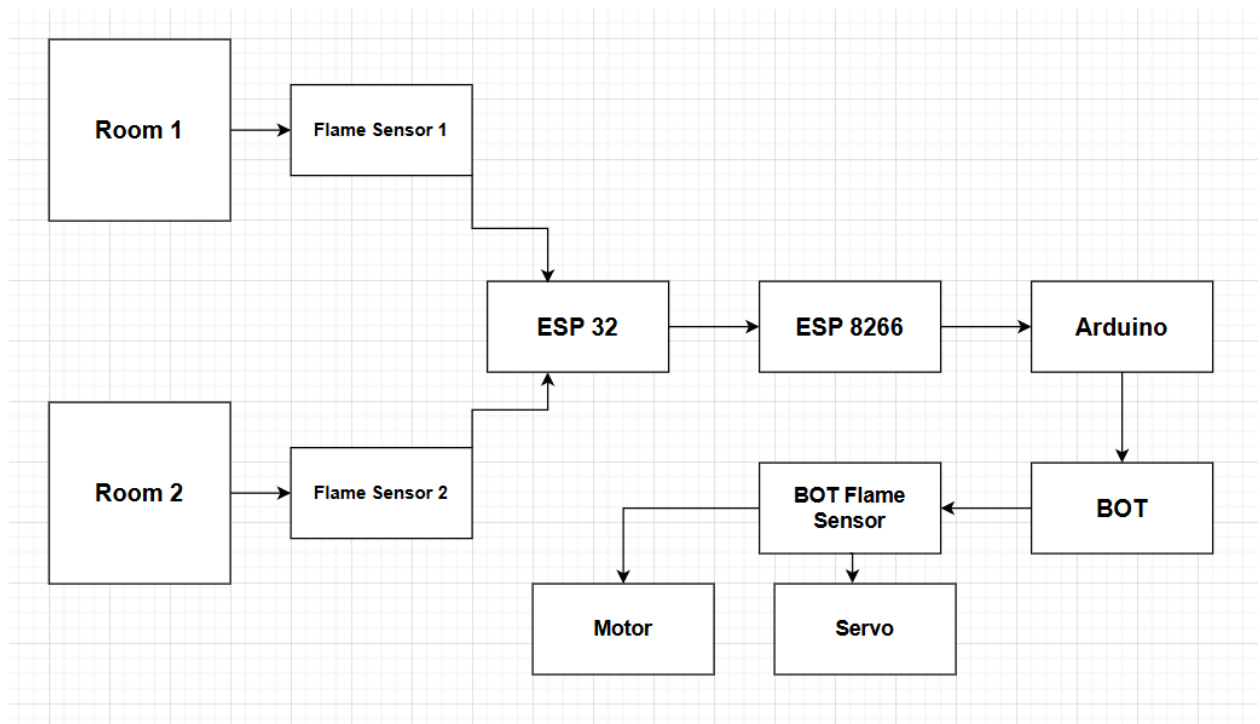 Room 1
Flame Sensor 1
ESP 32
ESP 8266
Arduino
Room 2
Flame Sensor 2
BOT Flame
Sensor
BOT
Motor
Servo